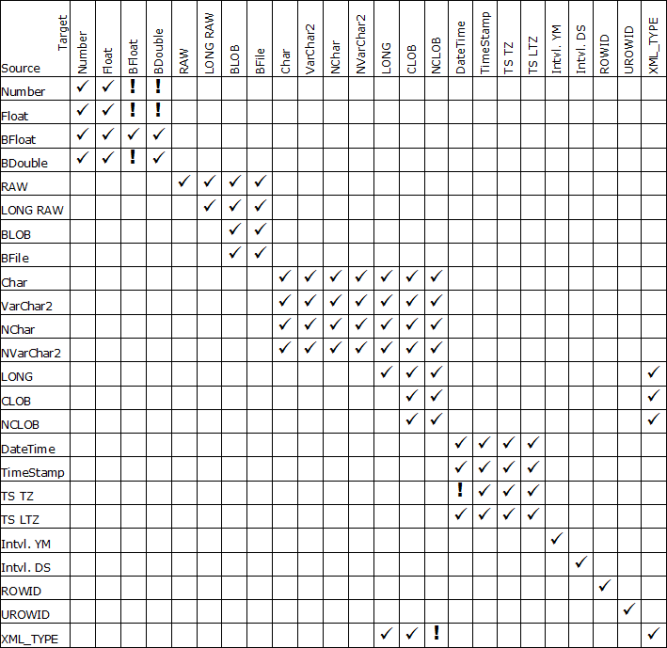 Target
Source Number Float BFloat BDouble RAW LONG RAW BLOB BFile Char VarChar2 NChar NVarChar2 LONG CLOB NCLOB DateTime TimeStamp TS TZ TS LTZ Intvl. YM Intvl. DS ROWID UROWID XML_TYPE
Number ✓ ✓ ! !
Float ✓ ✓ ! !
BFloat ✓ ✓ ✓ ✓
BDouble ✓ ✓ ! ✓
RAW ✓ ✓ ✓ ✓
LONG RAW ✓ ✓ ✓
BLOB ✓ ✓
BFile ✓ ✓
Char ✓ ✓ ✓ ✓ ✓ ✓ ✓
VarChar2 ✓ ✓ ✓ ✓ ✓ ✓ ✓
NChar ✓ ✓ ✓ ✓ ✓ ✓ ✓
NVarChar2 ✓ ✓ ✓ ✓ ✓ ✓ ✓
LONG ✓ ✓ ✓ ✓
CLOB ✓ ✓ ✓
NCLOB ✓ ✓ ✓
DateTime ✓ ✓ ✓ ✓
TimeStamp ✓ ✓ ✓ ✓
TS TZ ! ✓ ✓ ✓
TS LTZ ✓ ✓ ✓ ✓
Intvl. YM ✓
Intvl. DS ✓
ROWID ✓
UROWID ✓
XML_TYPE ✓ ✓ ! ✓